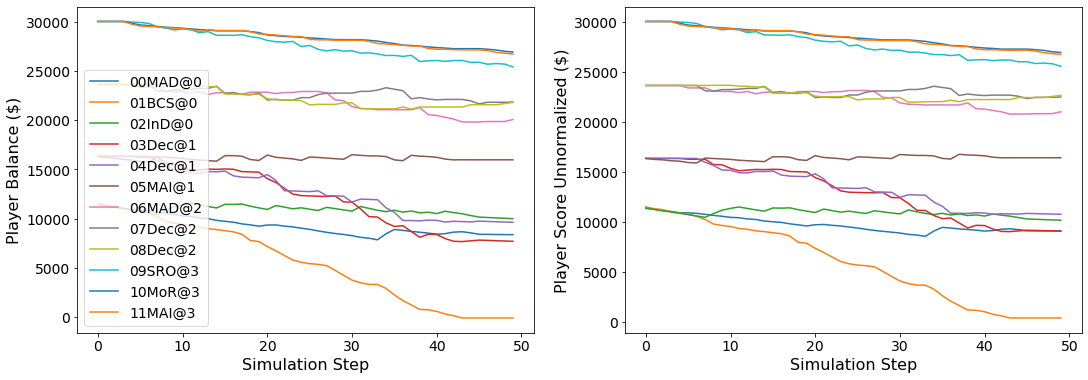 Player Balance ($)
30000
25000
20000
15000
10000
5000
0
00MAD@0
01BCS@0
02InD@0
03Dec@1
04Dec@1
05MAI@1
06MAD@2
07Dec@2
08Dec@2
09SRO@3
10MoR@3
11MAI@3
0 10 20 30 40 50
Simulation Step
Player Score Unnormalized ($)
30000
25000
20000
15000
10000
5000
0
0 10 20 30 40 50
Simulation Step